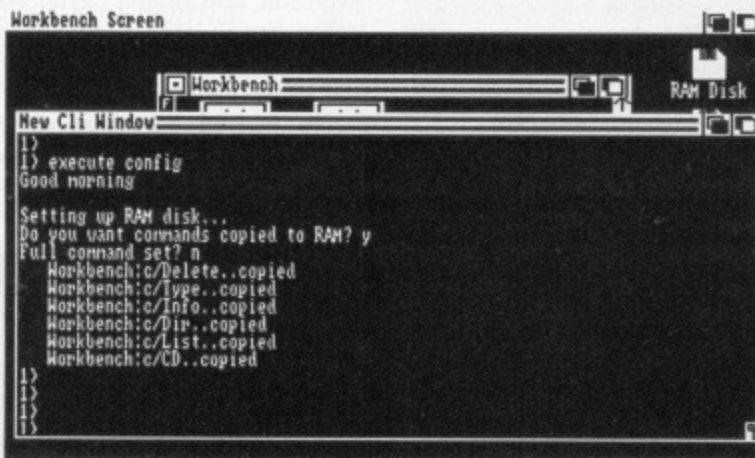 Workbench Screen
RAM Disk
Workbench
New Cli Window
1>
1> execute config
Good morning
Setting up RAM disk...
Do you want commands copied to RAM? y
Full command set? n
Workbench:c/Delete..copied
Workbench:c/Type..copied
Workbench:c/Info..copied
Workbench:c/Dir..copied
Workbench:c/List..copied
Workbench:c/CD..copied
1>
1>
1>
1>